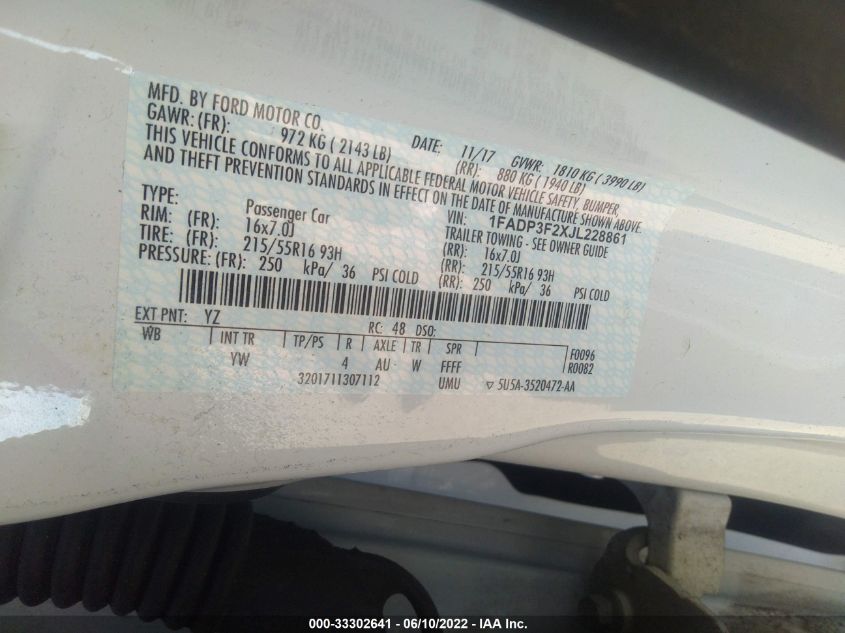 MFD. BY FORD MOTOR CO.
DATE: 11/17 GVWR: 1810 KG ( 3990 LB)
GAWR: (FR): 972 KG ( 2143 LB) (RR): 880 KG ( 1940 LB)
THIS VEHICLE CONFORMS TO ALL APPLICABLE FEDERAL MOTOR VEHICLE SAFETY, BUMPER,
AND THEFT PREVENTION STANDARDS IN EFFECT ON THE DATE OF MANUFACTURE SHOWN ABOVE.
VIN: 1FADP3F2XJL228861
TYPE: Passenger Car TRAILER TOWING - SEE OWNER GUIDE
RIM: (FR): 16x7.0J (RR): 16x7.0J
TIRE: (FR): 215/55R16 93H (RR): 215/55R16 93H
PRESSURE: (FR): 250 kPa/ 36 PSI COLD (RR): 250 kPa/ 36 PSI COLD
EXT PNT: YZ RC: 48 DSO:
WB INT TR TP/PS R AXLE TR SPR F0096
YW 4 AU W FFFF R0082
3201711307112 UMU ▽ 5U5A-3520472-AA
000-33302641 - 06/10/2022 - IAA Inc.